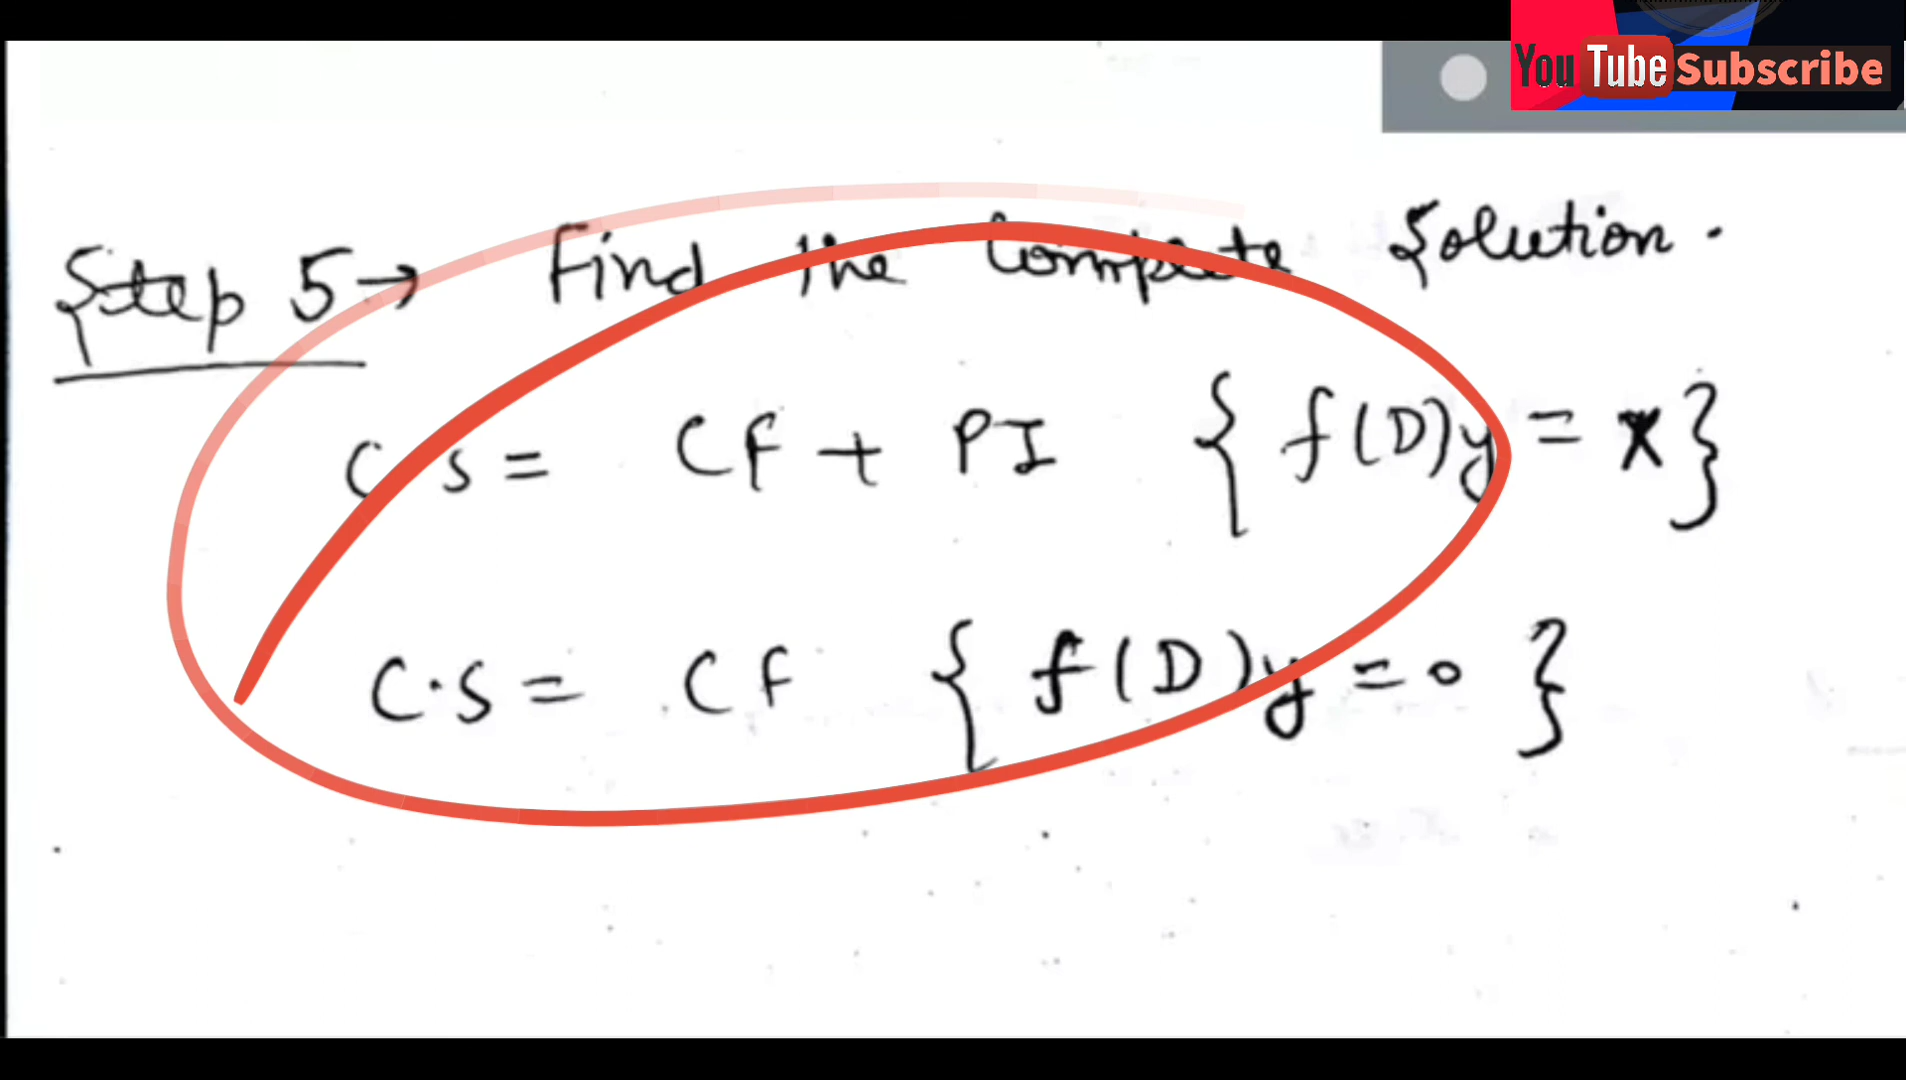 YouTube Subscribe
Step 5→ Find the Complete Solution.
C S = CF + PI { f(D)y = X }
C.S = CF { f(D)y = 0 }